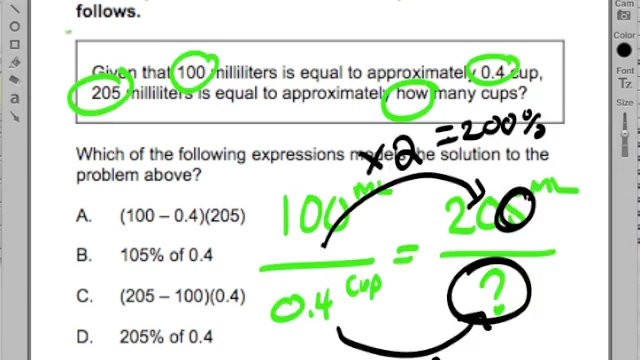 follows.
Given that 100 milliliters is equal to approximately 0.4 cup,
205 milliliters is equal to approximately how many cups?
Which of the following expressions models the solution to the
problem above?
A. (100 – 0.4)(205)
B. 105% of 0.4
C. (205 – 100)(0.4)
D. 205% of 0.4
×2 = 200%
100 ML = 205 ML
0.4 cup ?
Cam
Color
Font
Tz
Size
a